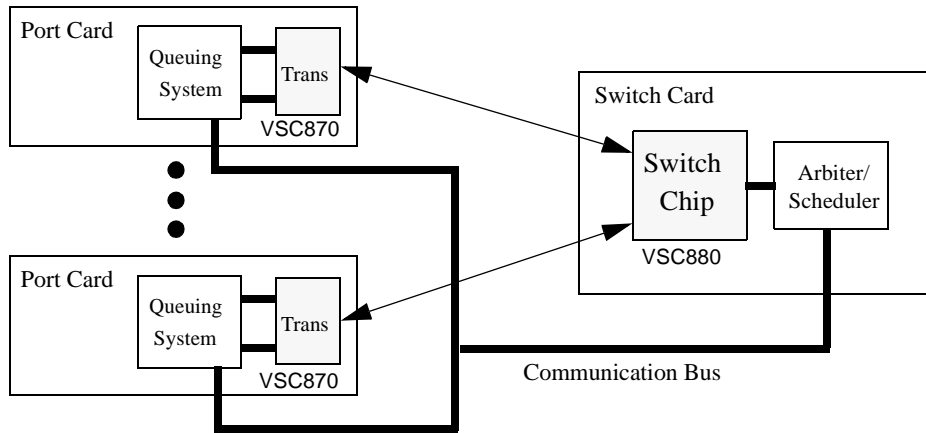 Port Card
Queuing
System
Trans
VSC870
Switch Card
Switch
Chip
VSC880
Arbiter/
Scheduler
Port Card
Queuing
System
Trans
VSC870
Communication Bus